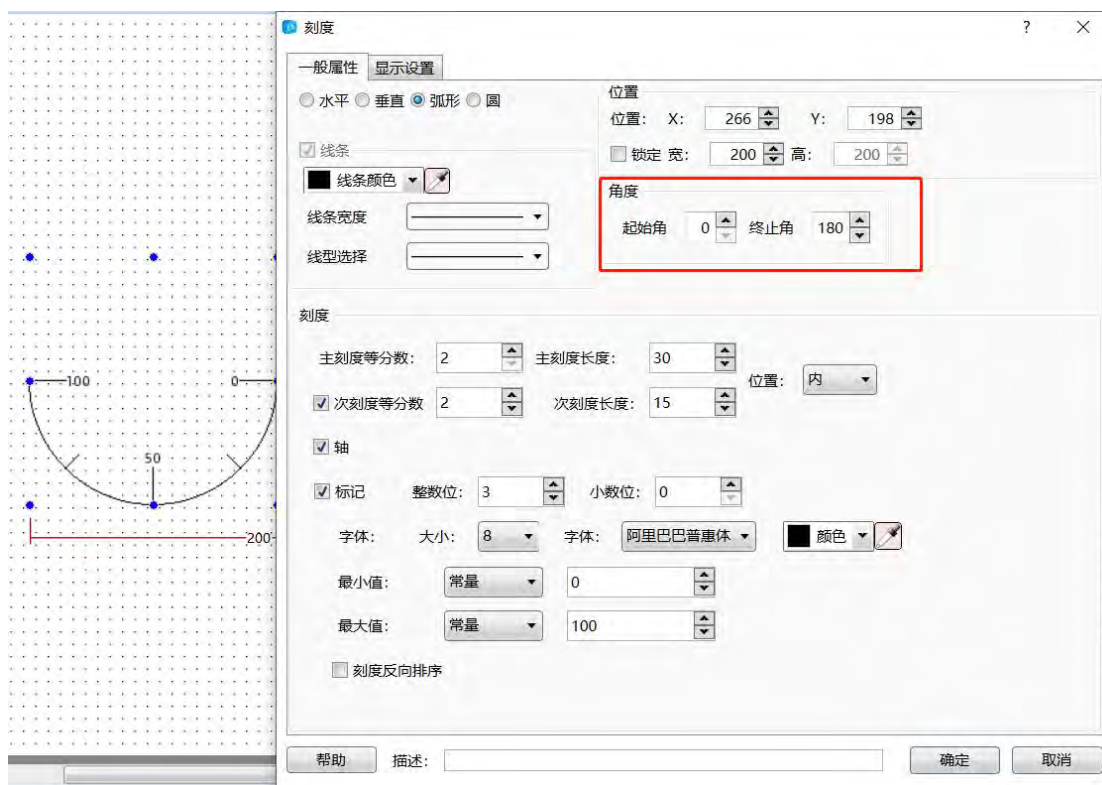 刻度
?
一般属性 显示设置
水平 垂直 弧形 圆
位置
位置: X: 266 Y: 198
线条
锁定 宽: 200 高: 200
线条颜色
角度
线条宽度
起始角 0 终止角 180
线型选择
刻度
主刻度等分数: 2 主刻度长度: 30
位置: 内
次刻度等分数 2 次刻度长度: 15
100 0
轴
50
标记 整数位: 3 小数位: 0
字体: 大小: 8 字体: 阿里巴巴普惠体 颜色
200
最小值: 常量 0
最大值: 常量 100
刻度反向排序
帮助 描述: 确定 取消